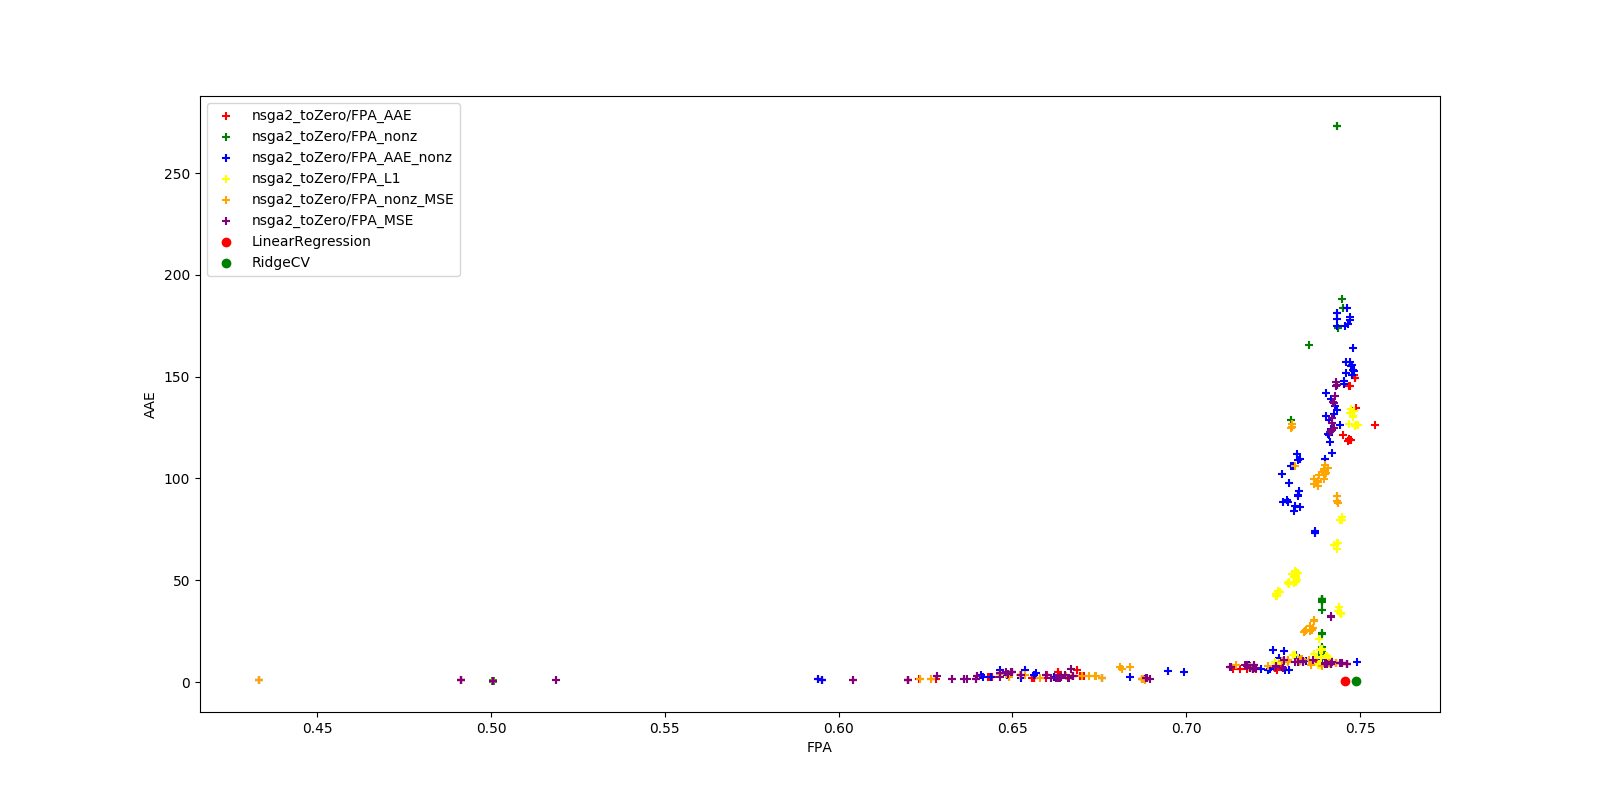 nsga2_toZero/FPA_AAE
nsga2_toZero/FPA_nonz
nsga2_toZero/FPA_AAE_nonz
nsga2_toZero/FPA_L1
nsga2_toZero/FPA_nonz_MSE
nsga2_toZero/FPA_MSE
LinearRegression
RidgeCV
250
200
150
100
50
0
AAE
0.45 0.50 0.55 0.60 0.65 0.70 0.75
FPA